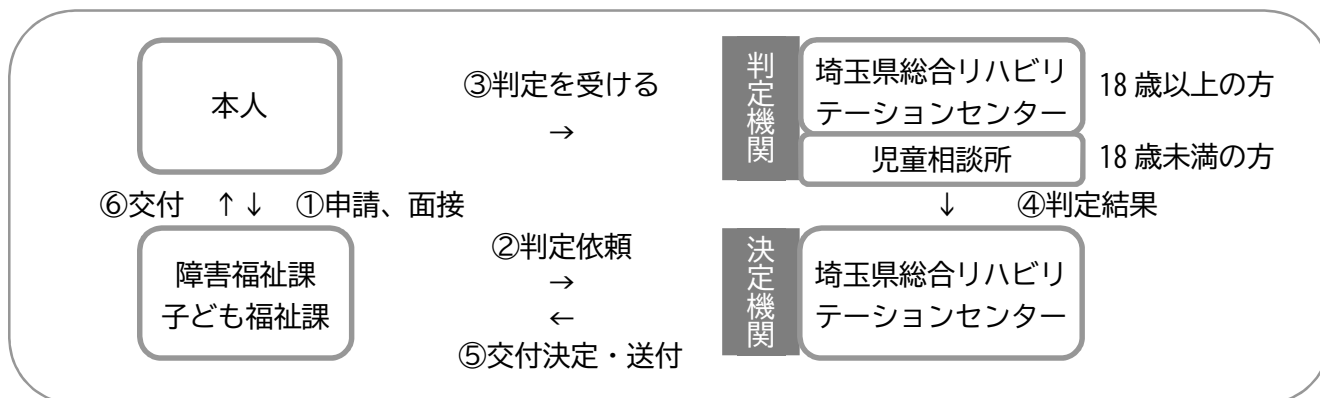 本人
③判定を受ける
→
判定機関
埼玉県総合リハビリ
テーションセンター
18歳以上の方
児童相談所
18歳未満の方
⑥交付 ↑↓ ①申請、面接
↓ ④判定結果
障害福祉課
子ども福祉課
②判定依頼
→
←
⑤交付決定・送付
決定機関
埼玉県総合リハビリ
テーションセンター